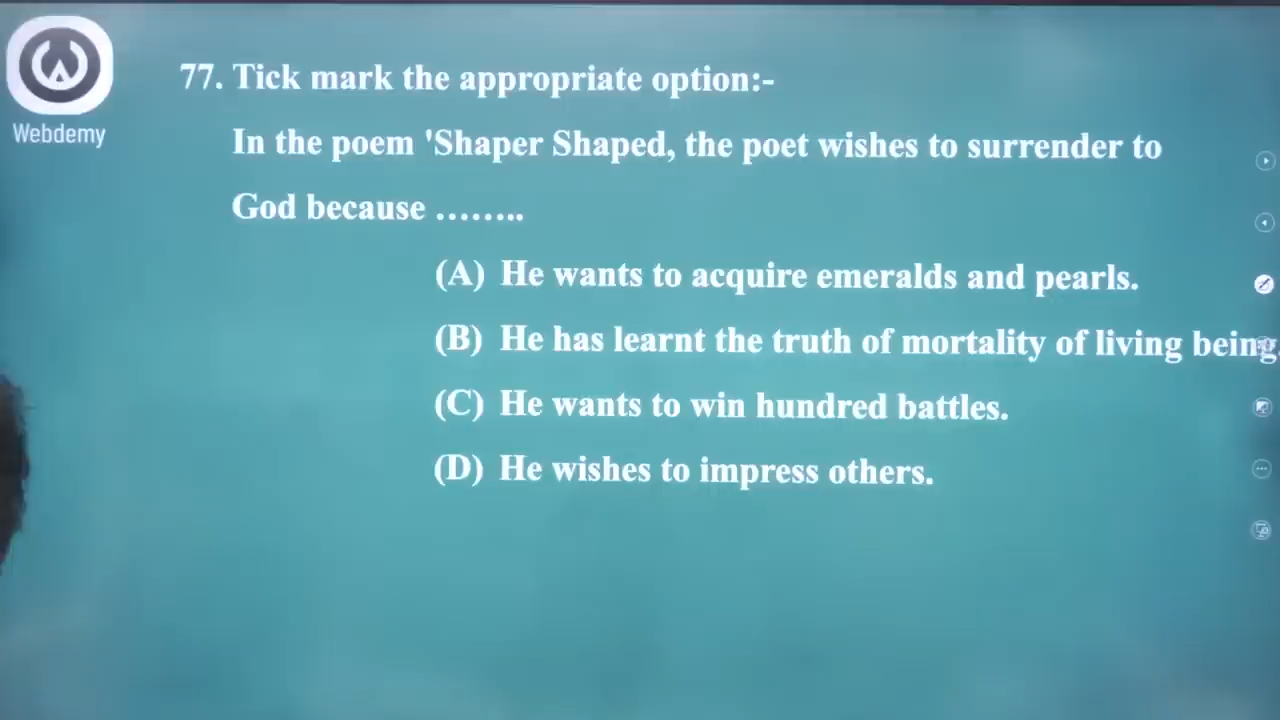 Webdemy
77. Tick mark the appropriate option:-
In the poem 'Shaper Shaped, the poet wishes to surrender to
God because ........
(A) He wants to acquire emeralds and pearls.
(B) He has learnt the truth of mortality of living being.
(C) He wants to win hundred battles.
(D) He wishes to impress others.